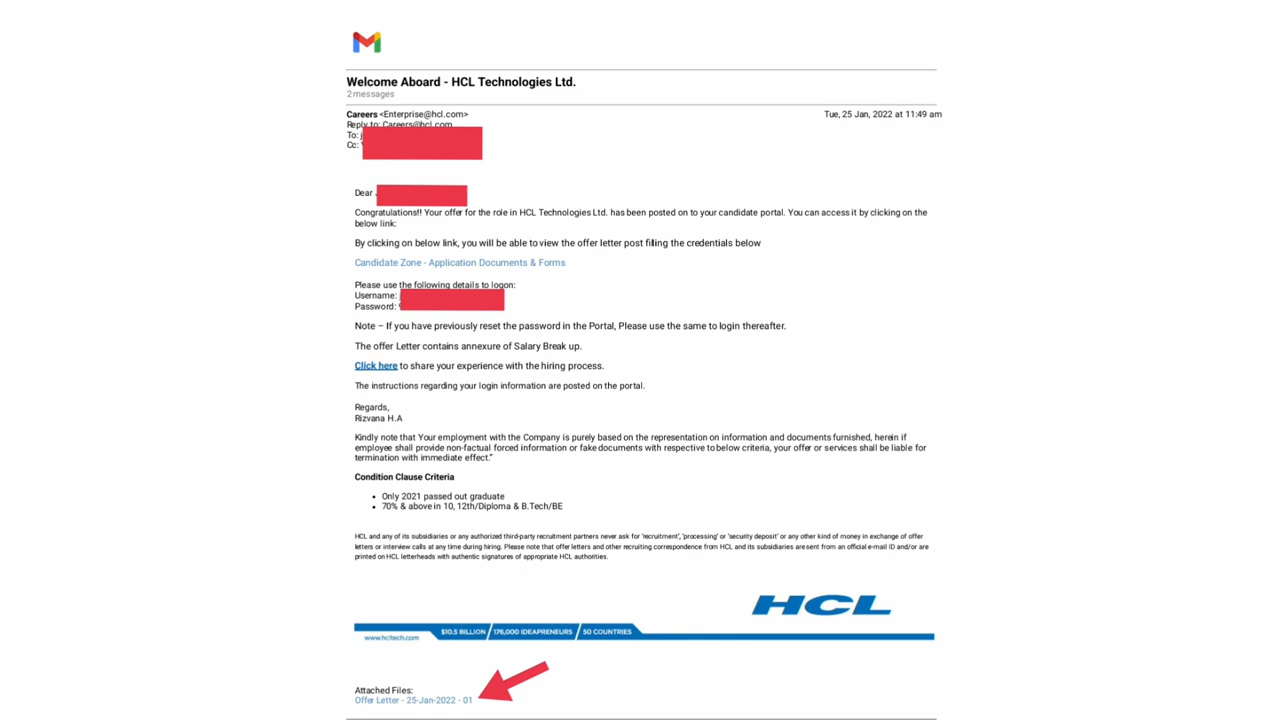 Welcome Aboard - HCL Technologies Ltd.
2 messages
Careers <Enterprise@hcl.com>
Tue, 25 Jan, 2022 at 11:49 am
Reply to: Careers@hcl.com
To:
Cc:
Dear
Congratulations!! Your offer for the role in HCL Technologies Ltd. has been posted on to your candidate portal. You can access it by clicking on the
below link:
By clicking on below link, you will be able to view the offer letter post filling the credentials below
Candidate Zone - Application Documents & Forms
Please use the following details to logon:
Username:
Password:
Note – If you have previously reset the password in the Portal, Please use the same to login thereafter.
The offer Letter contains annexure of Salary Break up.
Click here to share your experience with the hiring process.
The instructions regarding your login information are posted on the portal.
Regards,
Rizvana H.A
Kindly note that Your employment with the Company is purely based on the representation on information and documents furnished, herein if
employee shall provide non-factual forced information or fake documents with respective to below criteria, your offer or services shall be liable for
termination with immediate effect."
Condition Clause Criteria
• Only 2021 passed out graduate
• 70% & above in 10, 12th/Diploma & B.Tech/BE
HCL and any of its subsidiaries or any authorized third-party recruitment partners never ask for 'recruitment', 'processing' or 'security deposit' or any other kind of money in exchange of offer
letters or interview calls at any time during hiring. Please note that offer letters and other recruiting correspondence from HCL and its subsidiaries are sent from an official e-mail ID and/or are
printed on HCL letterheads with authentic signatures of appropriate HCL authorities.
HCL
www.hcltech.com
$10.5 BILLION / 176,000 IDEAPRENEURS / 50 COUNTRIES
Attached Files:
Offer Letter - 25-Jan-2022 - 01